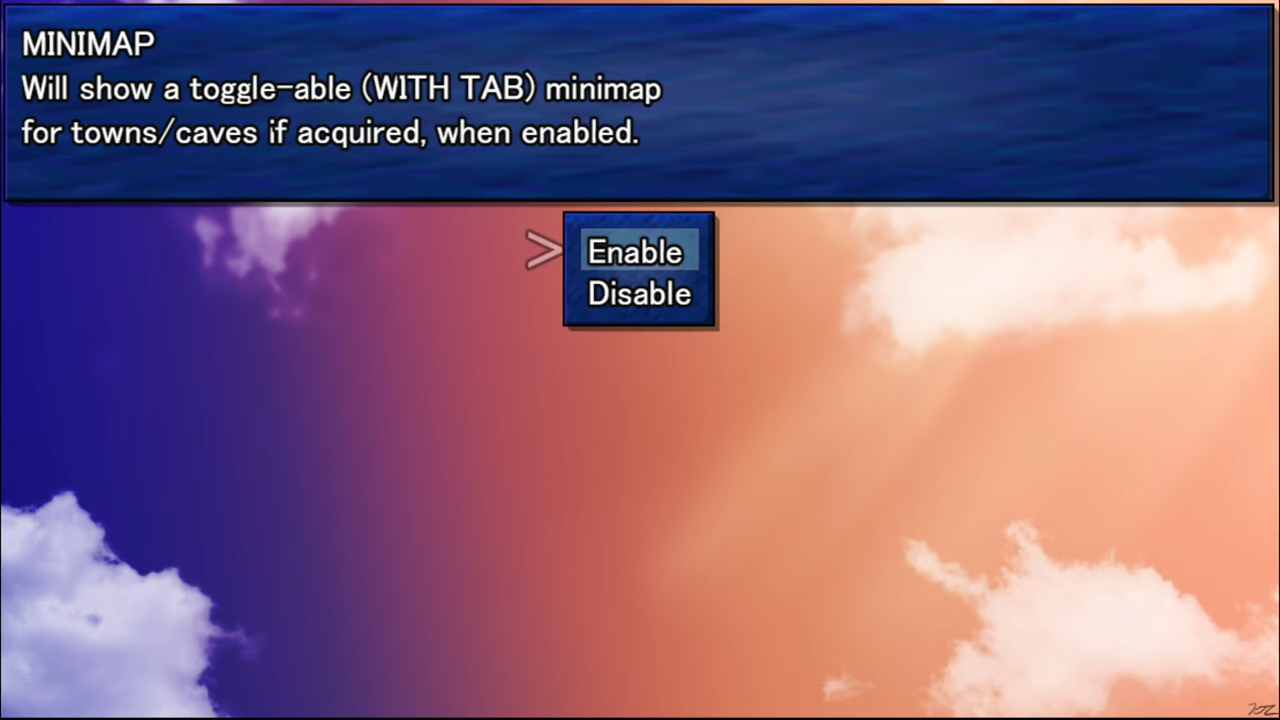 MINIMAP
Will show a toggle-able (WITH TAB) minimap
for towns/caves if acquired, when enabled.
> Enable
Disable